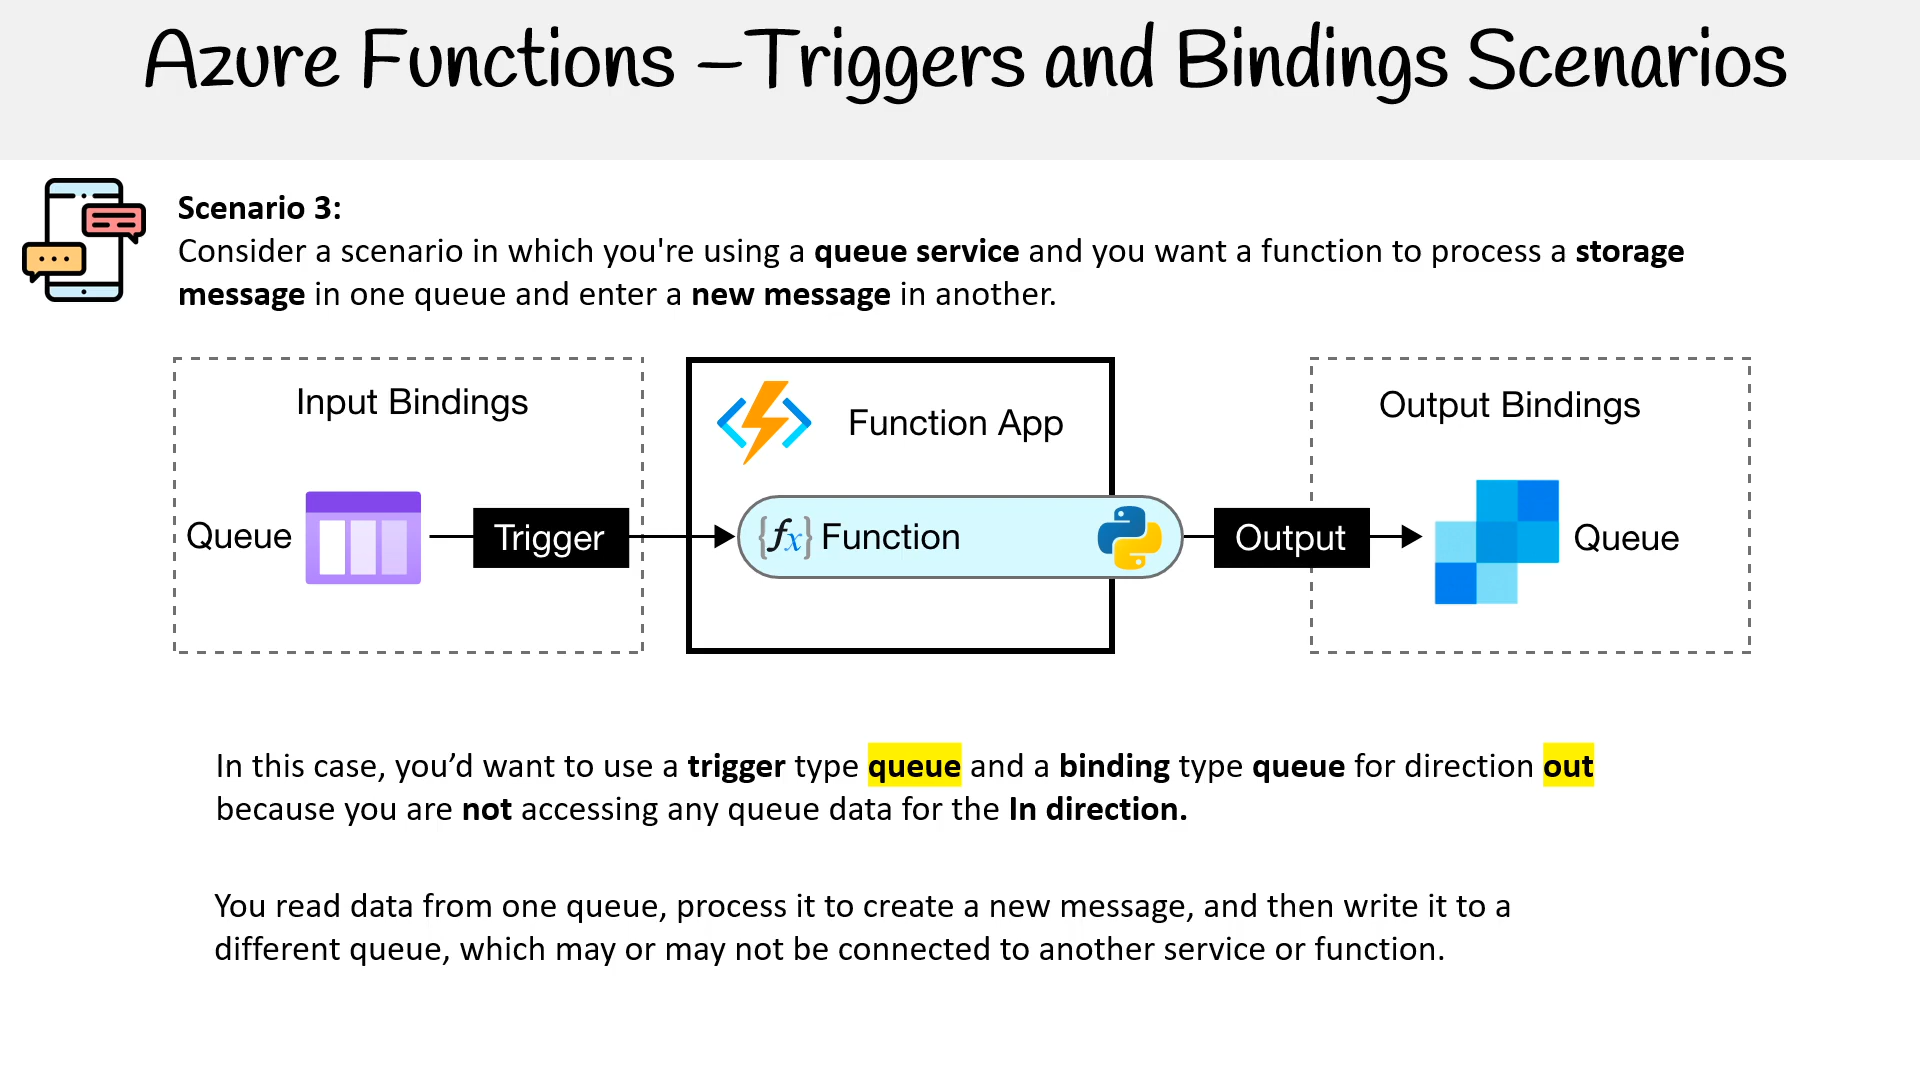 Azure Functions –Triggers and Bindings Scenarios
Scenario 3:
Consider a scenario in which you're using a queue service and you want a function to process a storage
message in one queue and enter a new message in another.
Input Bindings
Queue
Trigger
Function App
{fx} Function
Output Bindings
Output
Queue
In this case, you’d want to use a trigger type queue and a binding type queue for direction out
because you are not accessing any queue data for the In direction.
You read data from one queue, process it to create a new message, and then write it to a
different queue, which may or may not be connected to another service or function.